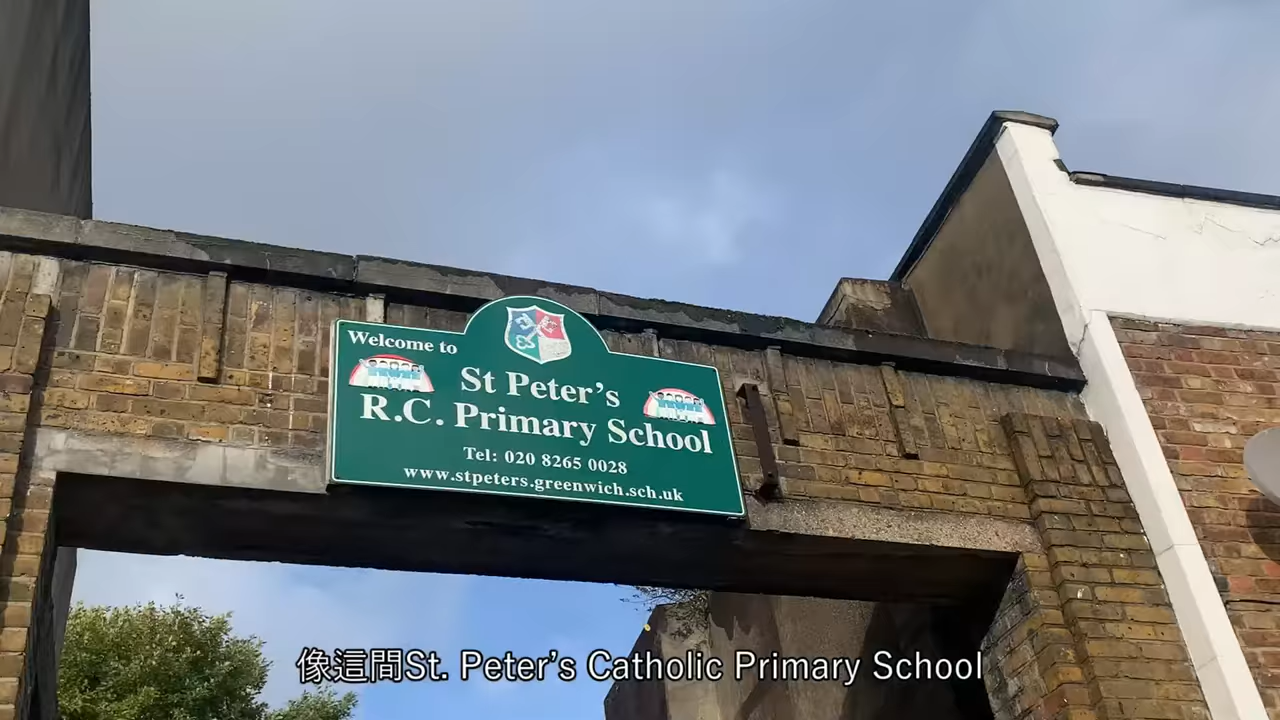 Welcome to
St Peter's
R.C. Primary School
Tel: 020 8265 0028
www.stpeters.greenwich.sch.uk
像這間St. Peter's Catholic Primary School